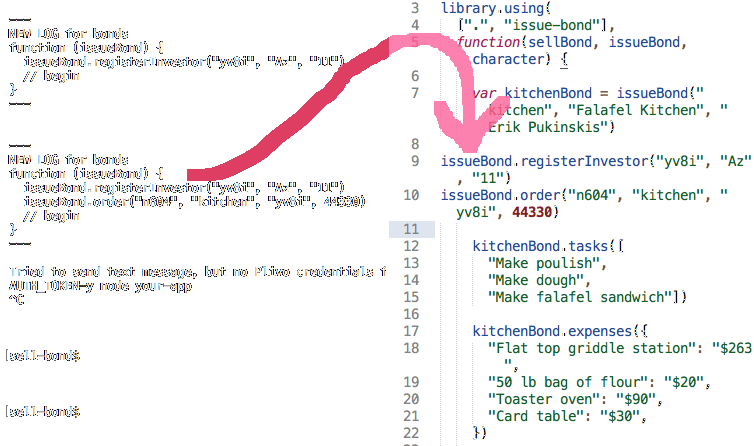 NEW LOG for bonds
function (issueBond) {
issueBond.registerInvestor("yv8i", "Az", "11")
// begin
}
NEW LOG for bonds
function (issueBond) {
issueBond.registerInvestor("yv8i", "Az", "11")
issueBond.order("n604", "kitchen", "yv8i", 44330)
// begin
}
Tried to send text message, but no Plivo credentials f
AUTH_TOKEN=y node your-app
^C
[sell-bond$
[sell-bond$
3 library.using(
4 [".", "issue-bond"],
5 function(sellBond, issueBond,
character) {
6
7 var kitchenBond = issueBond("
kitchen", "Falafel Kitchen", "
Erik Pukinskis")
8
9 issueBond.registerInvestor("yv8i", "Az"
, "11")
10 issueBond.order("n604", "kitchen", "
yv8i", 44330)
11
12 kitchenBond.tasks([
13 "Make poulish",
14 "Make dough",
15 "Make falafel sandwich"])
16
17 kitchenBond.expenses({
18 "Flat top griddle station": "$263
",
19 "50 lb bag of flour": "$20",
20 "Toaster oven": "$90",
21 "Card table": "$30",
22 })